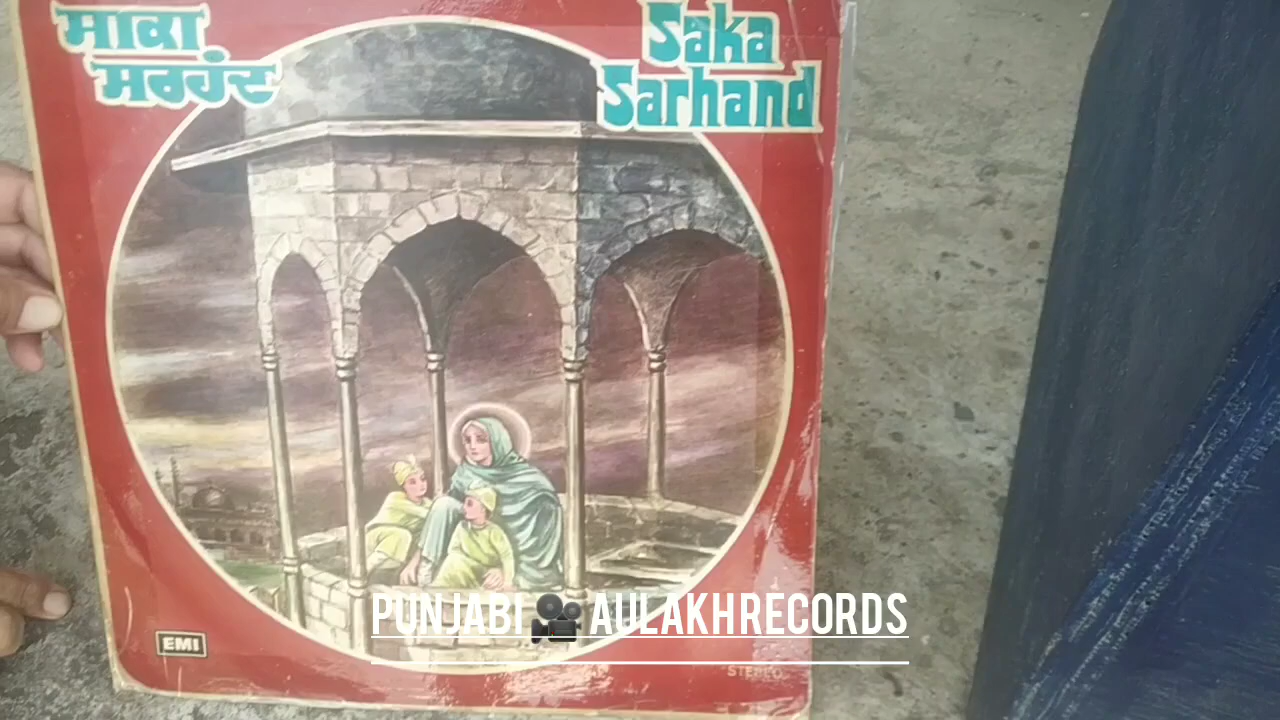 ਸਾਕਾ
ਸਰਹੰਦ
Saka
Sarhand
PUNJABI 🎥 AULAKHRECORDS
EMI
STEREO